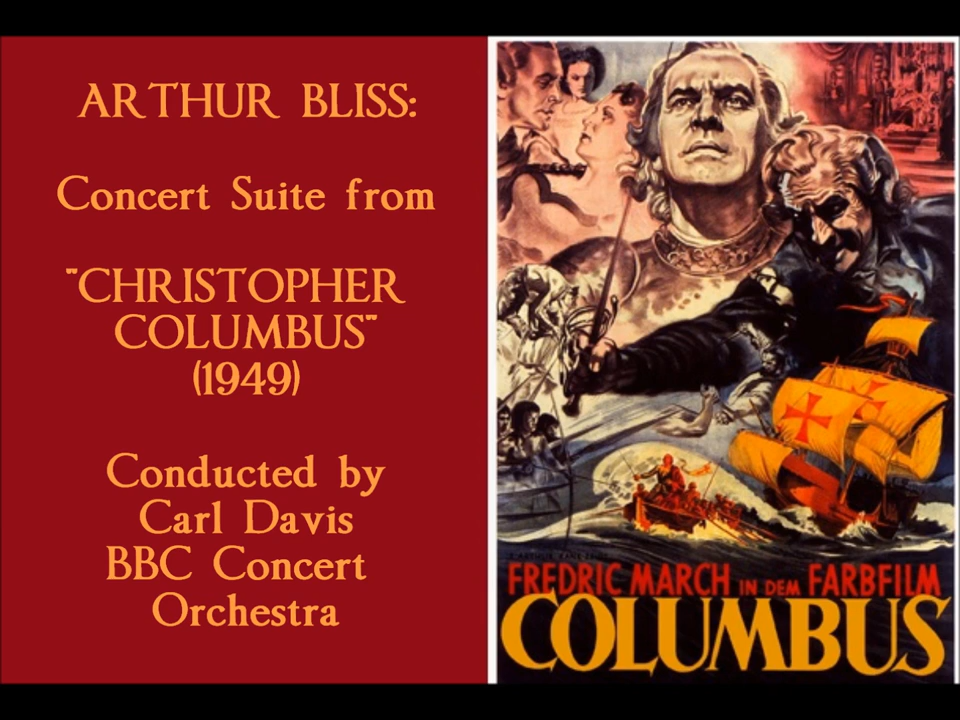 ARTHUR BLISS:
Concert Suite from
"CHRISTOPHER
COLUMBUS"
(1949)
Conducted by
Carl Davis
BBC Concert
Orchestra
FREDRIC MARCH IN DEM FARBFILM
COLUMBUS